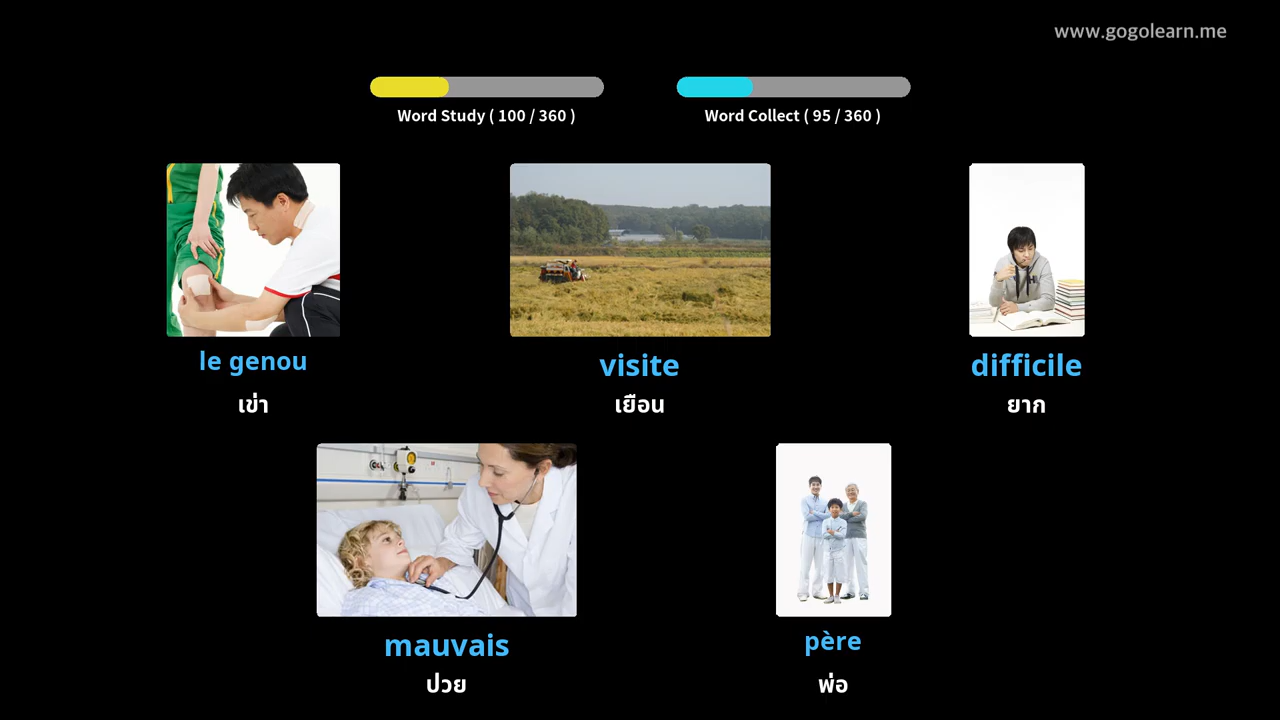 www.gogolearn.me
Word Study ( 100 / 360 )
Word Collect ( 95 / 360 )
le genou
เข่า
visite
เยือน
difficile
ยาก
mauvais
ป่วย
père
พ่อ